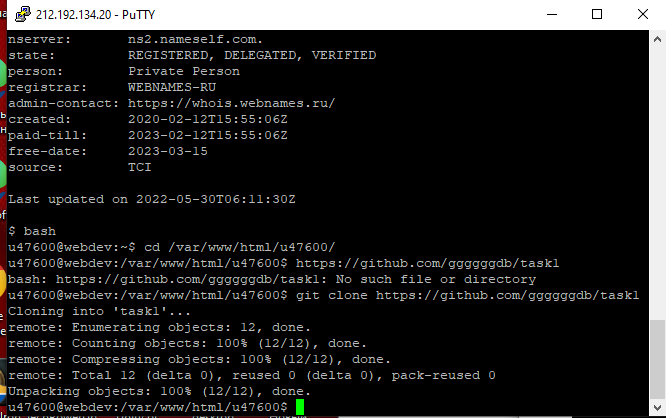 212.192.134.20 - PuTTY
nserver: ns2.nameself.com.
state: REGISTERED, DELEGATED, VERIFIED
person: Private Person
registrar: WEBNAMES-RU
admin-contact: https://whois.webnames.ru/
created: 2020-02-12T15:55:06Z
paid-till: 2023-02-12T15:55:06Z
free-date: 2023-03-15
source: TCI
Last updated on 2022-05-30T06:11:30Z
$ bash
u47600@webdev:~$ cd /var/www/html/u47600/
u47600@webdev:/var/www/html/u47600$ https://github.com/ggggggdb/task1
bash: https://github.com/ggggggdb/task1: No such file or directory
u47600@webdev:/var/www/html/u47600$ git clone https://github.com/ggggggdb/task1
Cloning into 'task1'...
remote: Enumerating objects: 12, done.
remote: Counting objects: 100% (12/12), done.
remote: Compressing objects: 100% (12/12), done.
remote: Total 12 (delta 0), reused 0 (delta 0), pack-reused 0
Unpacking objects: 100% (12/12), done.
u47600@webdev:/var/www/html/u47600$